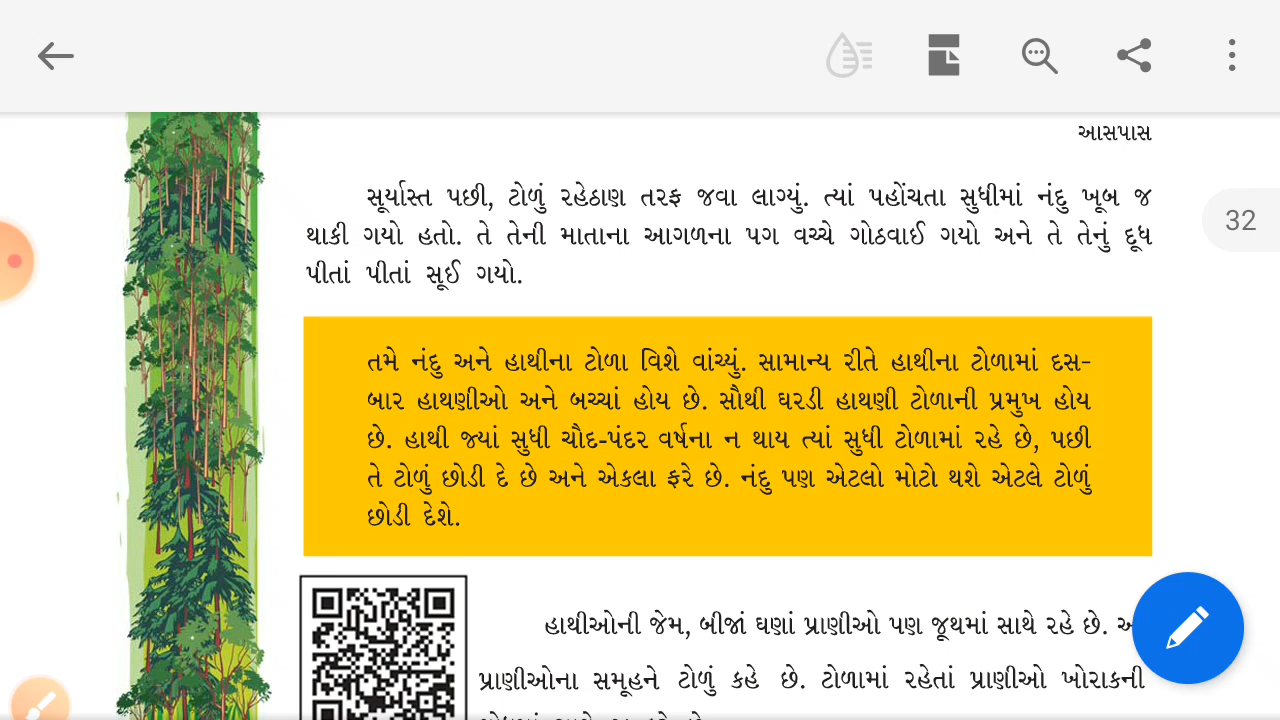 આસપાસ
32
સૂર્યાસ્ત પછી, ટોળું રહેઠાણ તરફ જવા લાગ્યું. ત્યાં પહોંચતા સુધીમાં નંદુ ખૂબ જ
થાકી ગયો હતો. તે તેની માતાના આગળના પગ વચ્ચે ગોઠવાઈ ગયો અને તે તેનું દૂધ
પીતાં પીતાં સૂઈ ગયો.
તમે નંદુ અને હાથીના ટોળા વિશે વાંચ્યું. સામાન્ય રીતે હાથીના ટોળામાં દસ-
બાર હાથણીઓ અને બચ્ચાં હોય છે. સૌથી ઘરડી હાથણી ટોળાની પ્રમુખ હોય
છે. હાથી જ્યાં સુધી ચૌદ-પંદર વર્ષના ન થાય ત્યાં સુધી ટોળામાં રહે છે, પછી
તે ટોળું છોડી દે છે અને એકલા ફરે છે. નંદુ પણ એટલો મોટો થશે એટલે ટોળું
છોડી દેશે.
હાથીઓની જેમ, બીજાં ઘણાં પ્રાણીઓ પણ જૂથમાં સાથે રહે છે.
પ્રાણીઓના સમૂહને ટોળું કહે છે. ટોળામાં રહેતાં પ્રાણીઓ ખોરાકની